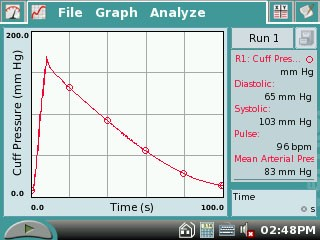 File Graph Analyze
200.0
Cuff Pressure (mm Hg)
0.0
0.0
Time (s)
100.0
Run 1
R1: Cuff Pres...
mm Hg
Diastolic:
65 mm Hg
Systolic:
103 mm Hg
Pulse:
96 bpm
Mean Arterial Pres
83 mm Hg
Time
s
02:48PM